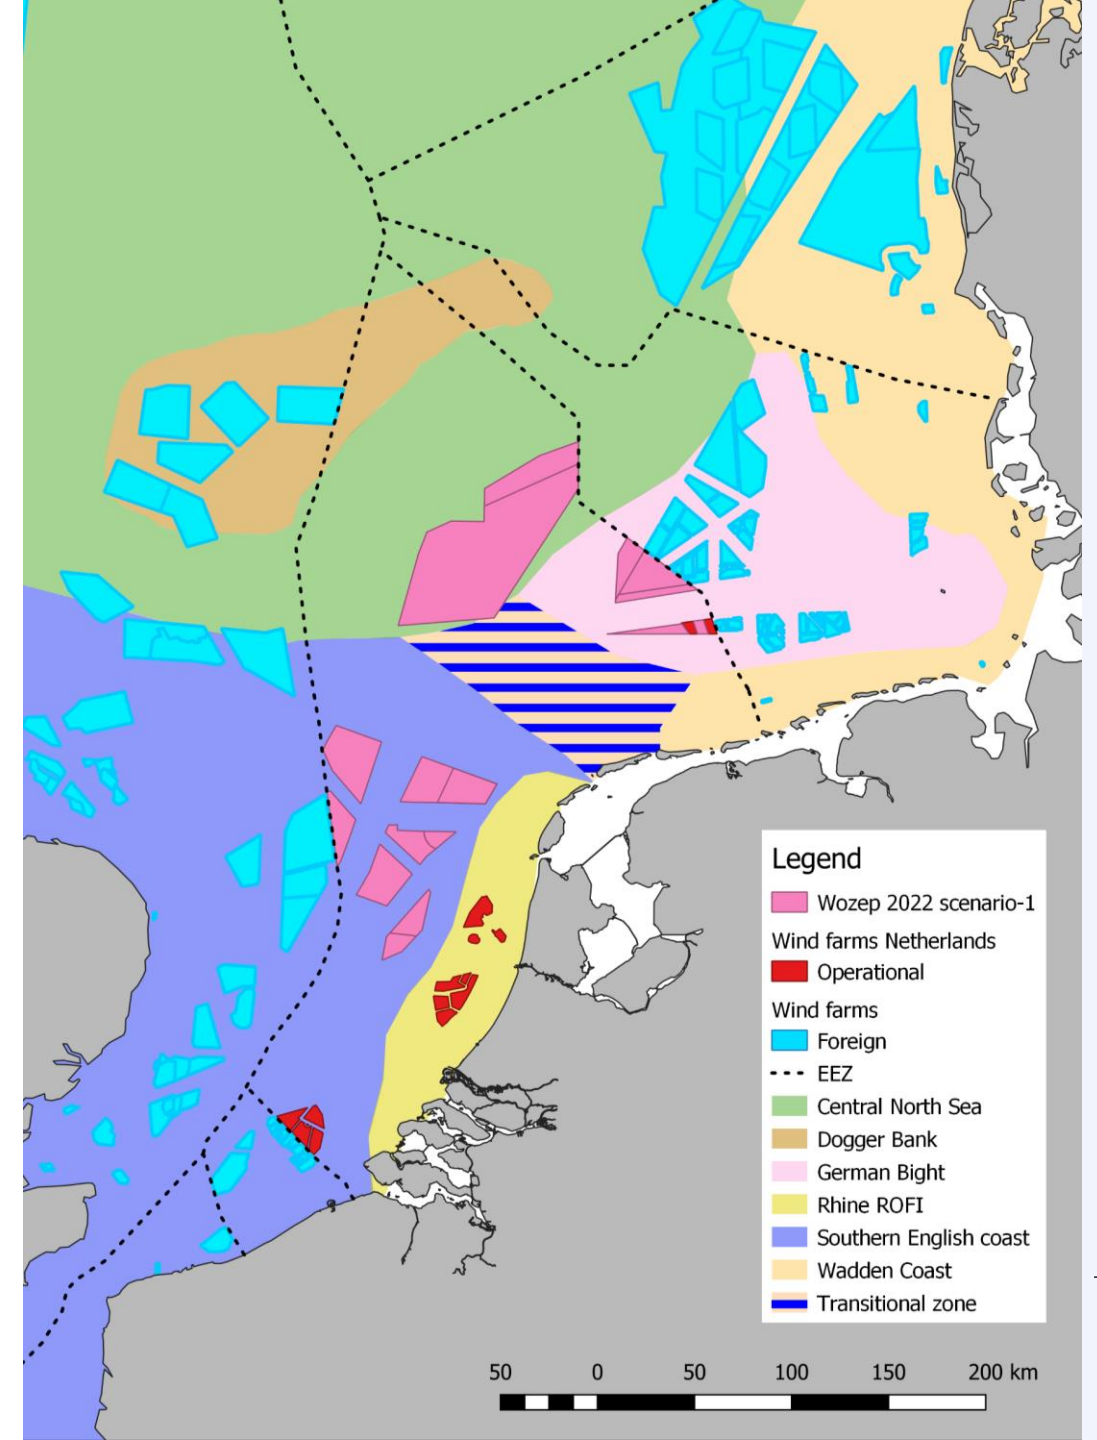 Legend
Wozep 2022 scenario-1
Wind farms Netherlands
Operational
Wind farms
Foreign
EEZ
Central North Sea
Dogger Bank
German Bight
Rhine ROFI
Southern English coast
Wadden Coast
Transitional zone
50 0 50 100 150 200 km